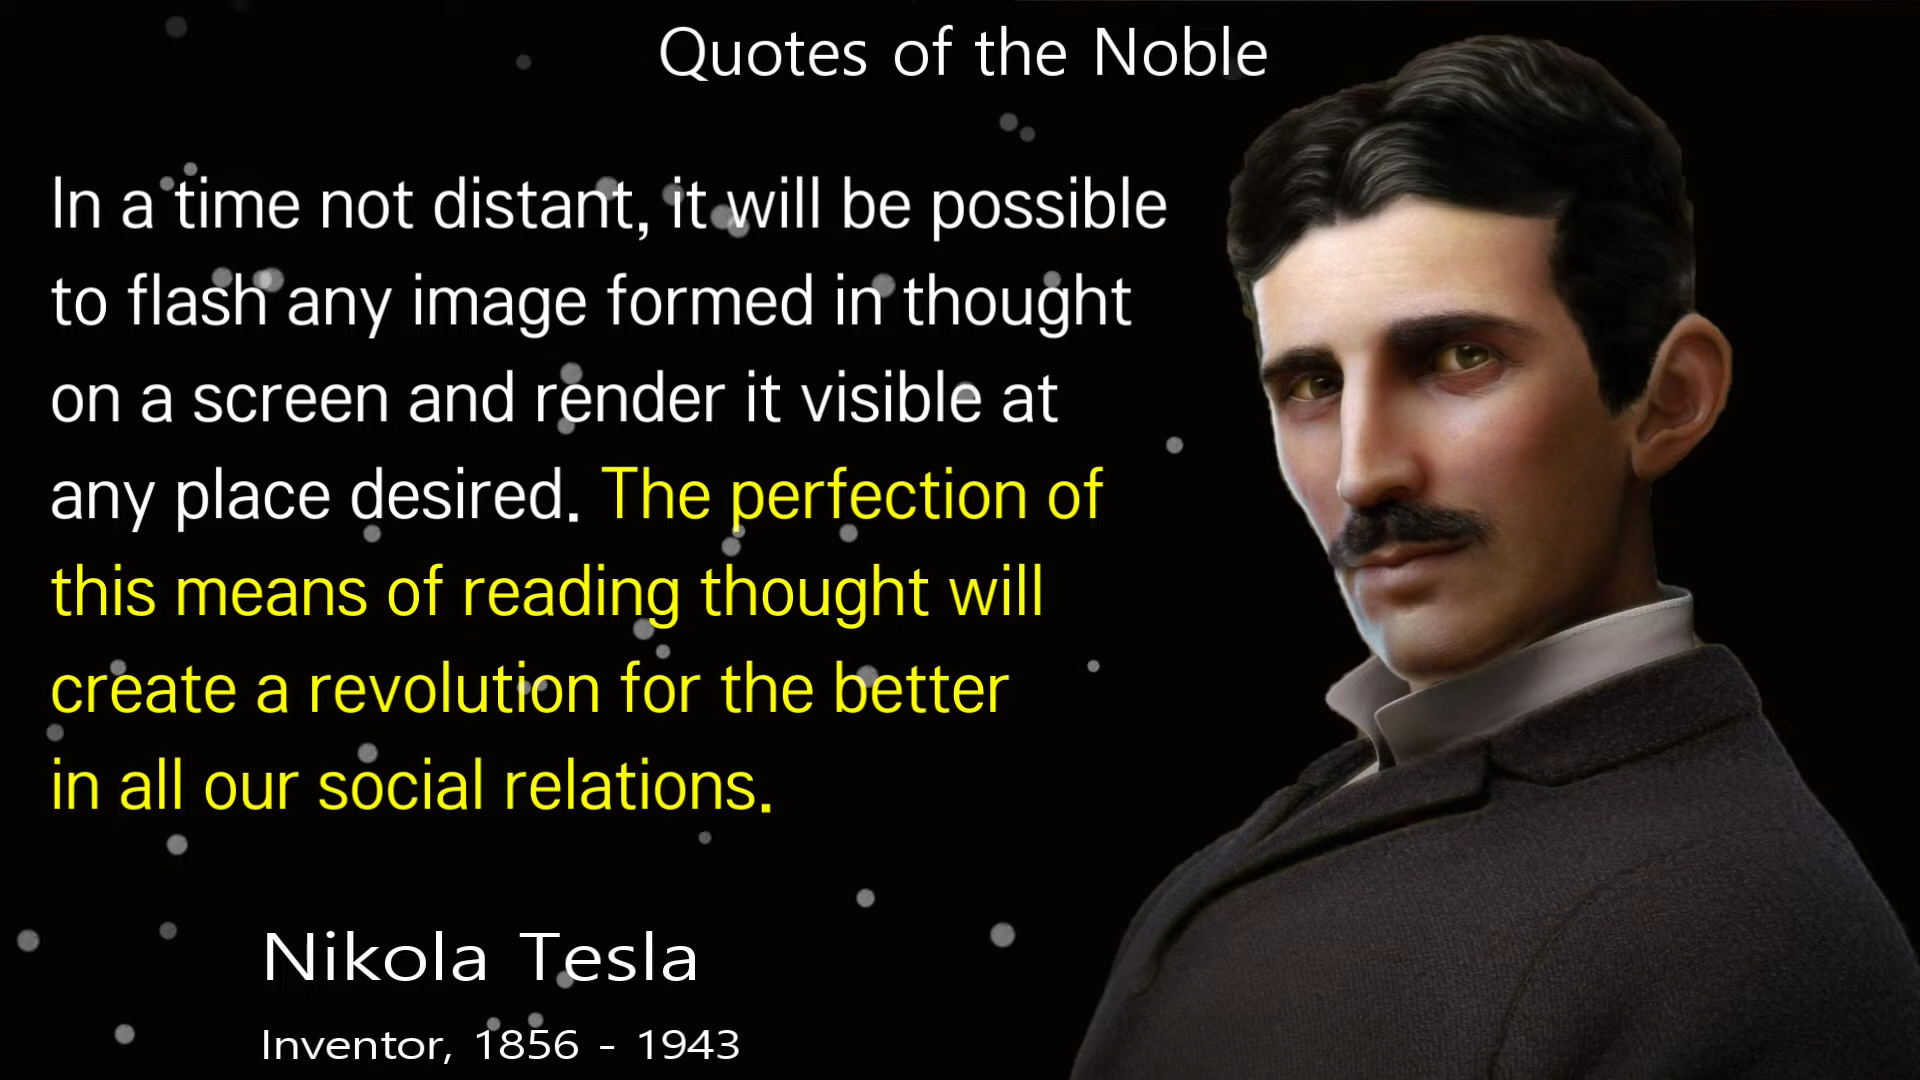 Quotes of the Noble
In a time not distant, it will be possible
to flash any image formed in thought
on a screen and render it visible at
any place desired. The perfection of
this means of reading thought will
create a revolution for the better
in all our social relations.
Nikola Tesla
Inventor, 1856 - 1943